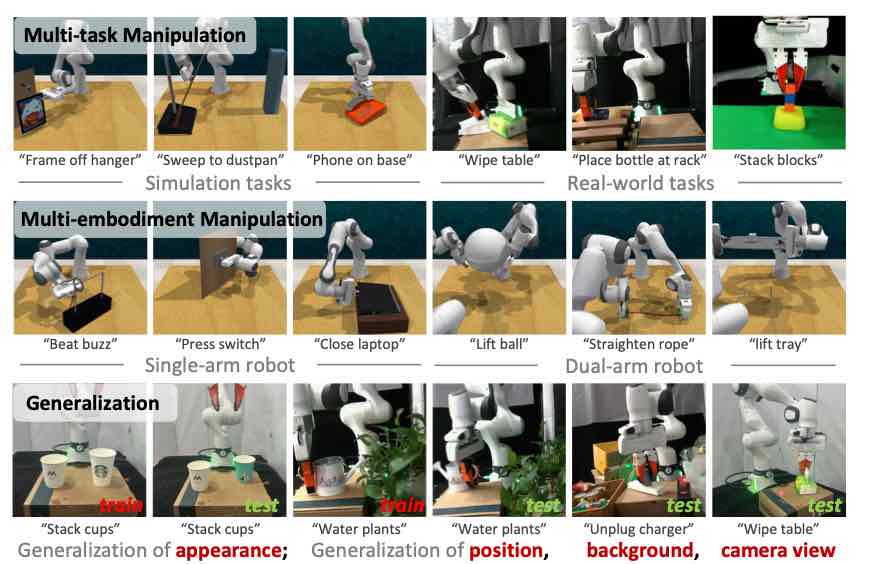 Multi-task Manipulation
“Frame off hanger” “Sweep to dustpan” “Phone on base” “Wipe table” “Place bottle at rack” “Stack blocks”
Simulation tasks Real-world tasks
Multi-embodiment Manipulation
“Beat buzz” “Press switch” “Close laptop” “Lift ball” “Straighten rope” “lift tray”
Single-arm robot Dual-arm robot
Generalization
train test train test test test
“Stack cups” “Stack cups” “Water plants” “Water plants” “Unplug charger” “Wipe table”
Generalization of appearance; Generalization of position, background, camera view